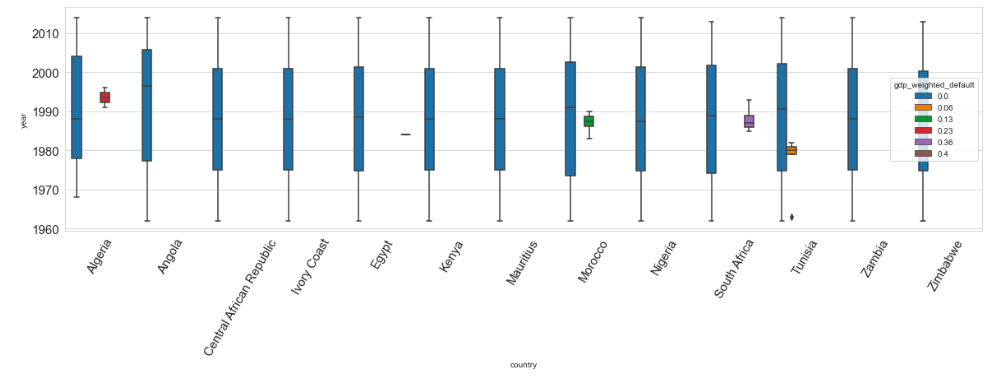 2010
2000
1990
1980
1970
1960
year
gdp_weighted_default
0.0
0.06
0.13
0.23
0.36
0.4
Algeria
Angola
Central African Republic
Ivory Coast
Egypt
Kenya
Mauritius
Morocco
Nigeria
South Africa
Tunisia
Zambia
Zimbabwe
country